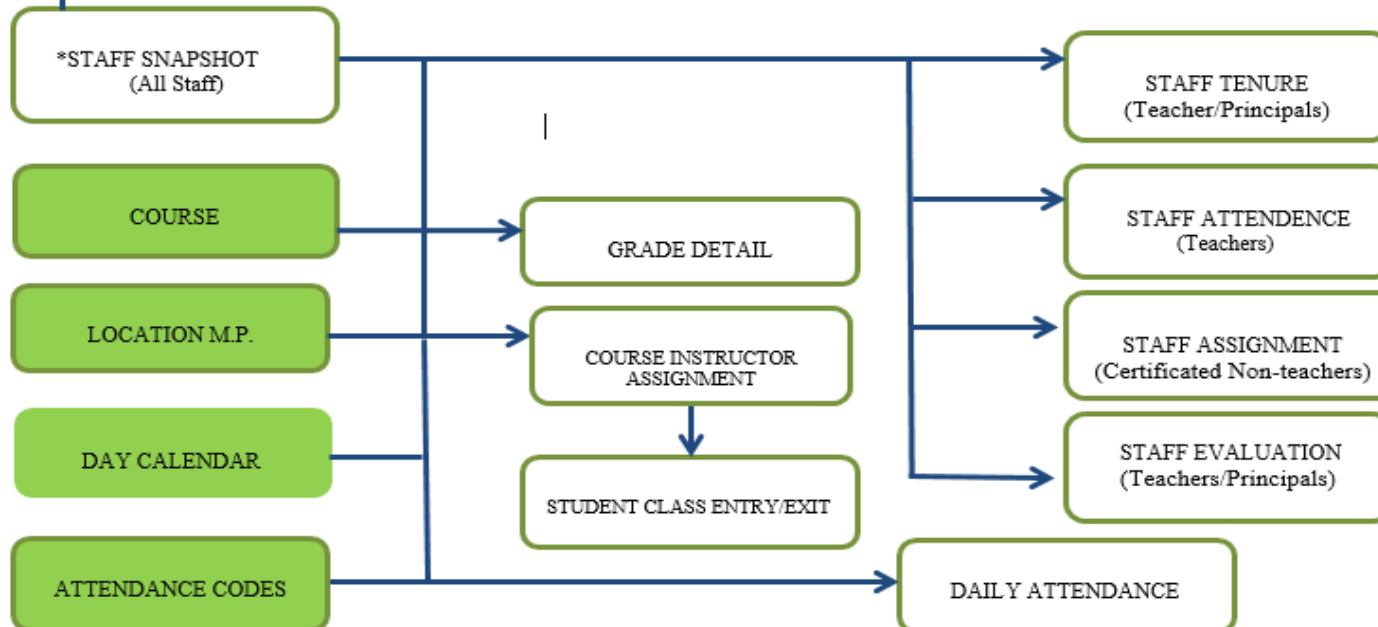 *STAFF SNAPSHOT
(All Staff)
STAFF TENURE
(Teacher/Principals)
COURSE
GRADE DETAIL
STAFF ATTENDENCE
(Teachers)
LOCATION M.P.
COURSE INSTRUCTOR
ASSIGNMENT
STAFF ASSIGNMENT
(Certificated Non-teachers)
DAY CALENDAR
STUDENT CLASS ENTRY/EXIT
STAFF EVALUATION
(Teachers/Principals)
ATTENDANCE CODES
DAILY ATTENDANCE